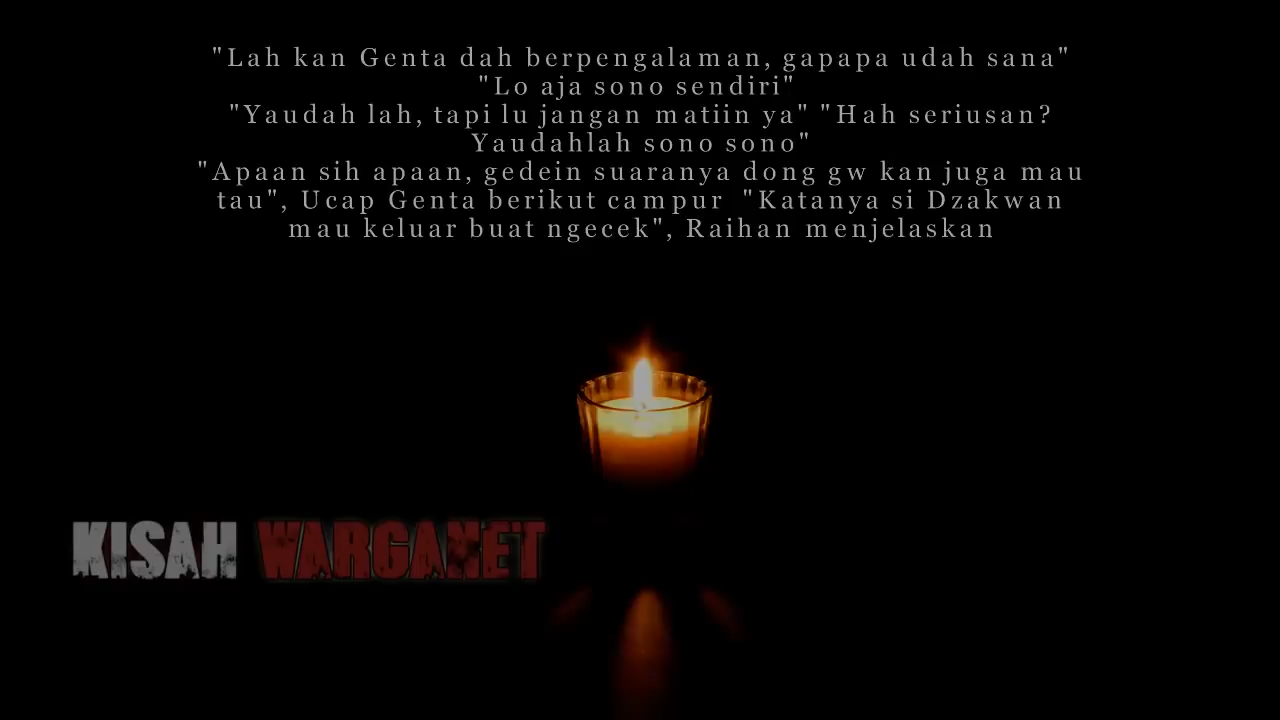 "Lah kan Genta dah berpengalaman, gapapa udah sana"
"Lo aja sono sendiri"
"Yaudah lah, tapi lu jangan matiin ya" "Hah seriusan?
Yaudahlah sono sono"
"Apaan sih apaan, gedein suaranya dong gw kan juga mau
tau", Ucap Genta berikut campur  "Katanya si Dzakwan
mau keluar buat ngecek", Raihan menjelaskan
KISAH WARGANET